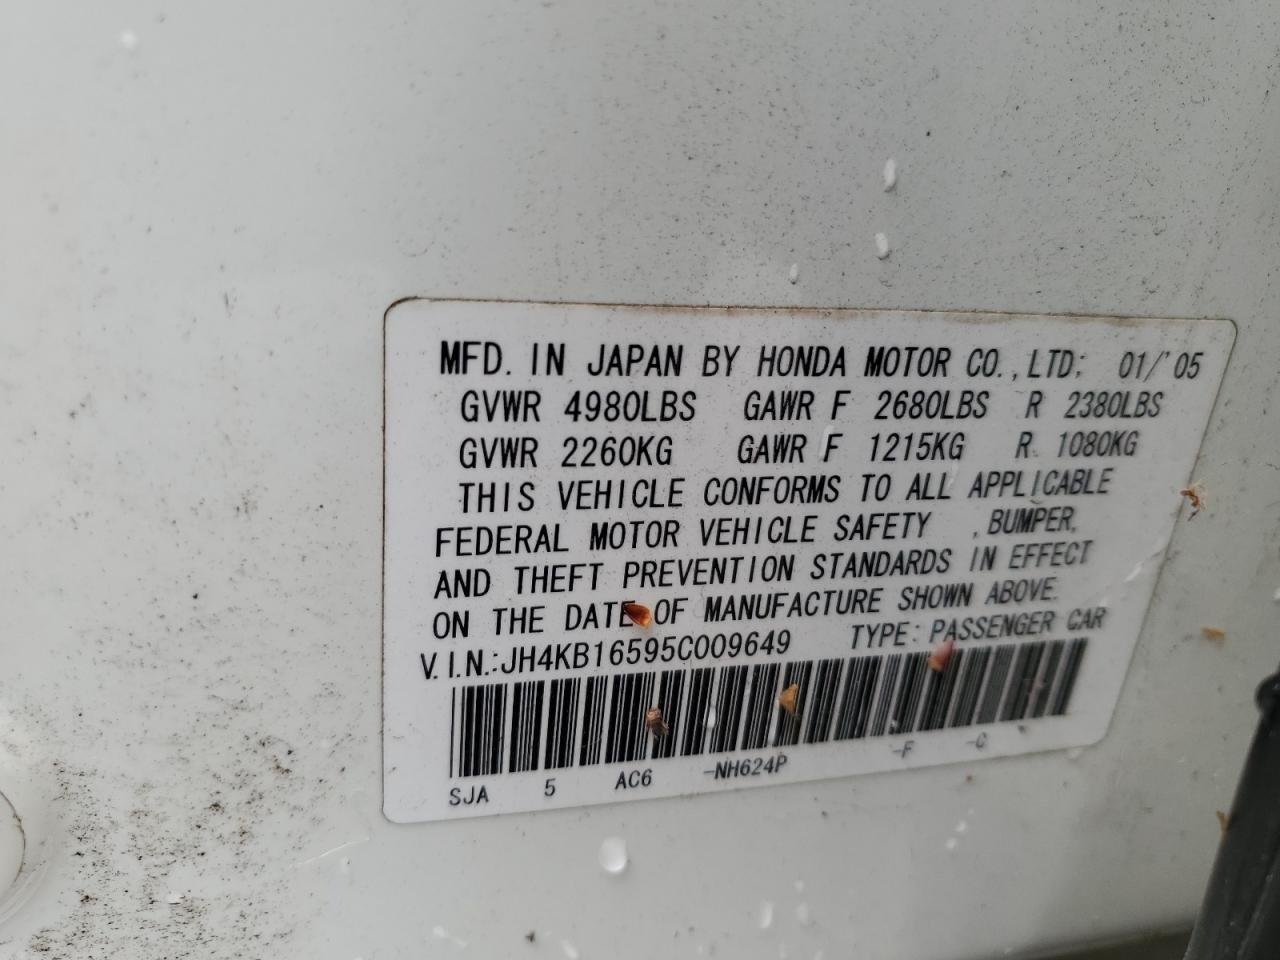 MFD. IN JAPAN BY HONDA MOTOR CO.,LTD; 01/'05
GVWR 4980LBS GAWR F 2680LBS R 2380LBS
GVWR 2260KG GAWR F 1215KG R 1080KG
THIS VEHICLE CONFORMS TO ALL APPLICABLE
FEDERAL MOTOR VEHICLE SAFETY , BUMPER,
AND THEFT PREVENTION STANDARDS IN EFFECT
ON THE DATE OF MANUFACTURE SHOWN ABOVE.
V.I.N.:JH4KB16595C009649 TYPE: PASSENGER CAR
SJA 5 AC6 -NH624P -F -C